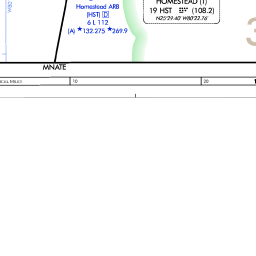 HOMESTEAD (T)
19 HST (108.2)
N25°29.40' W80°23.76'
Homestead ARB
(HST) D
6 L 112
(A) *132.275 *269.9
MNATE
10
20